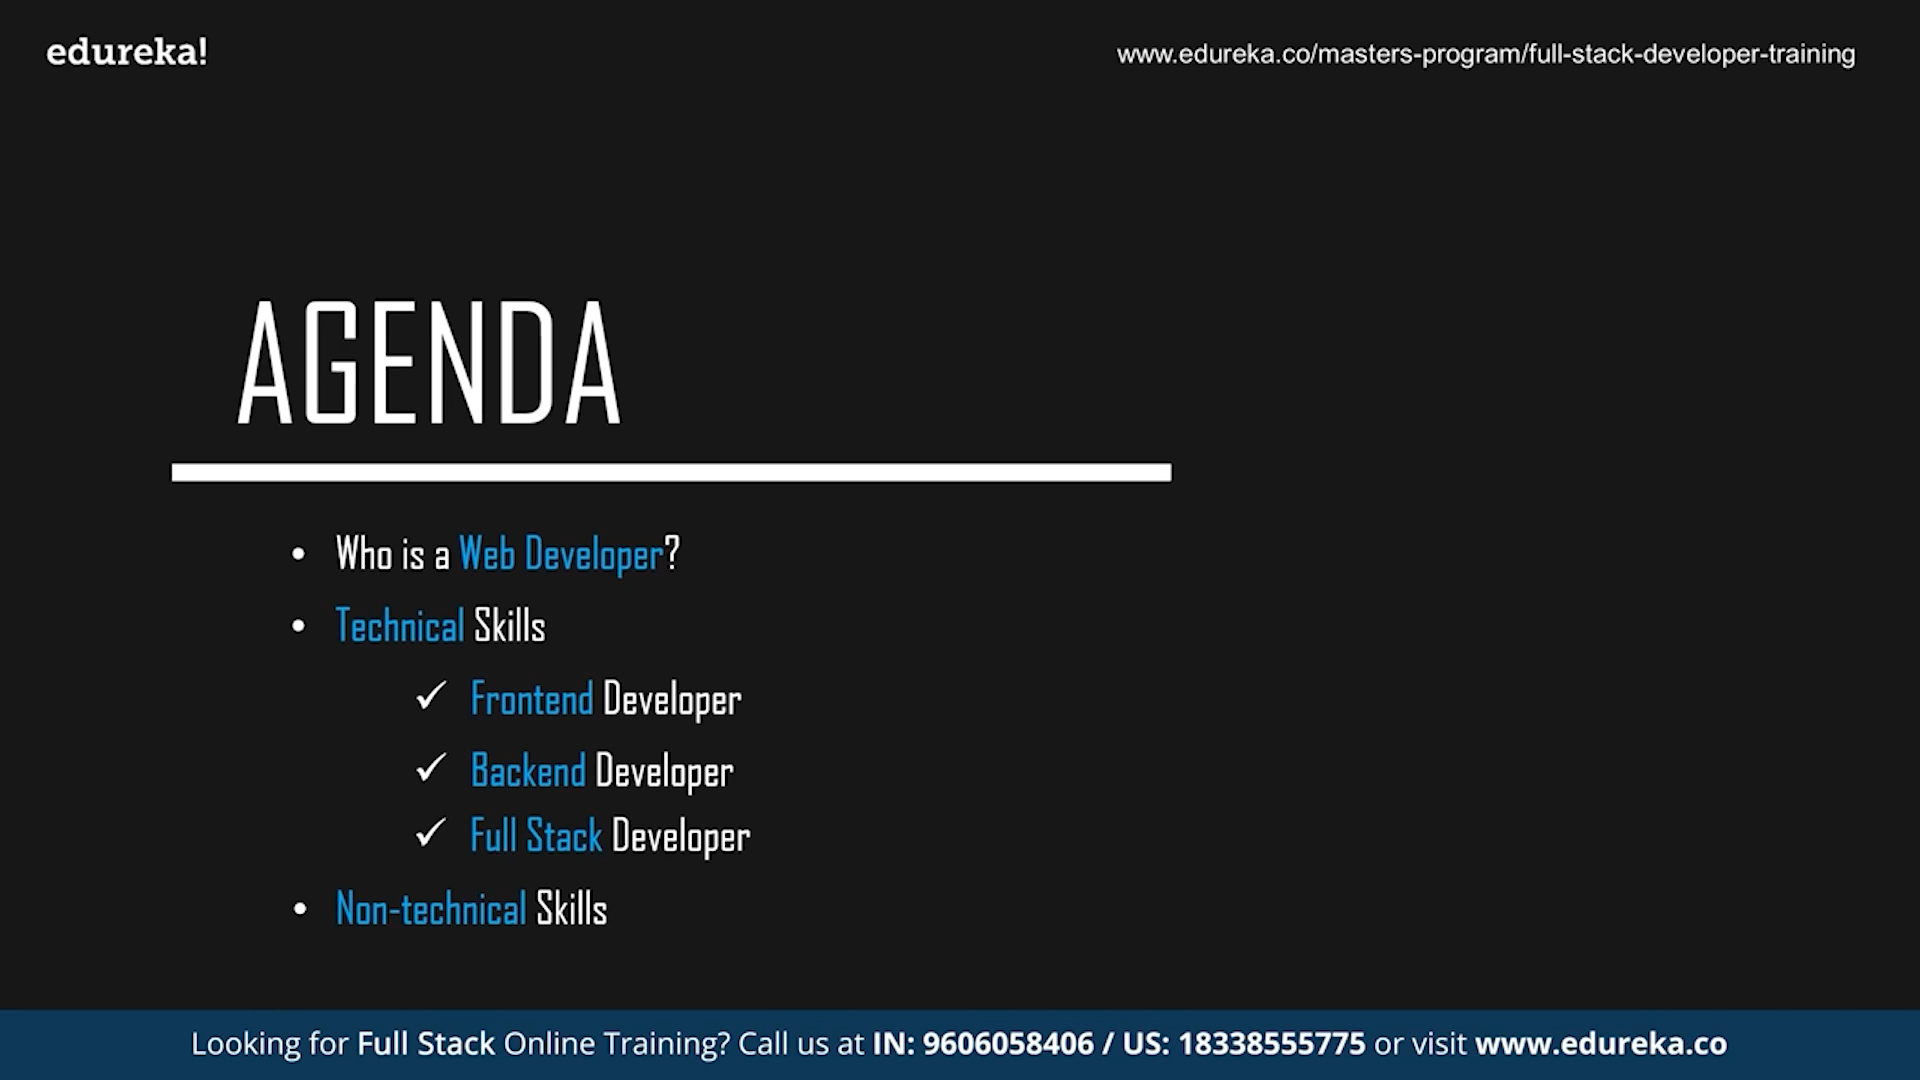 edureka!
www.edureka.co/masters-program/full-stack-developer-training
AGENDA
• Who is a Web Developer?
• Technical Skills
✓ Frontend Developer
✓ Backend Developer
✓ Full Stack Developer
• Non-technical Skills
Looking for Full Stack Online Training? Call us at IN: 9606058406 / US: 18338555775 or visit www.edureka.co